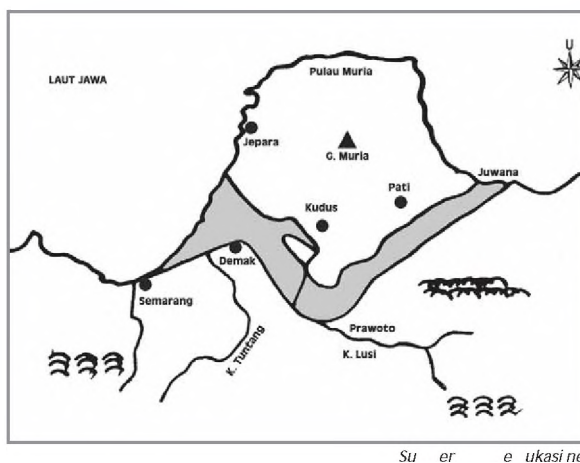 U
Pulau Muria
LAUT JAWA
Jepara
G. Muria
Juwana
Pati
Kudus
Demak
Semarang
Prawoto
K. Tuntang
K. Lusi